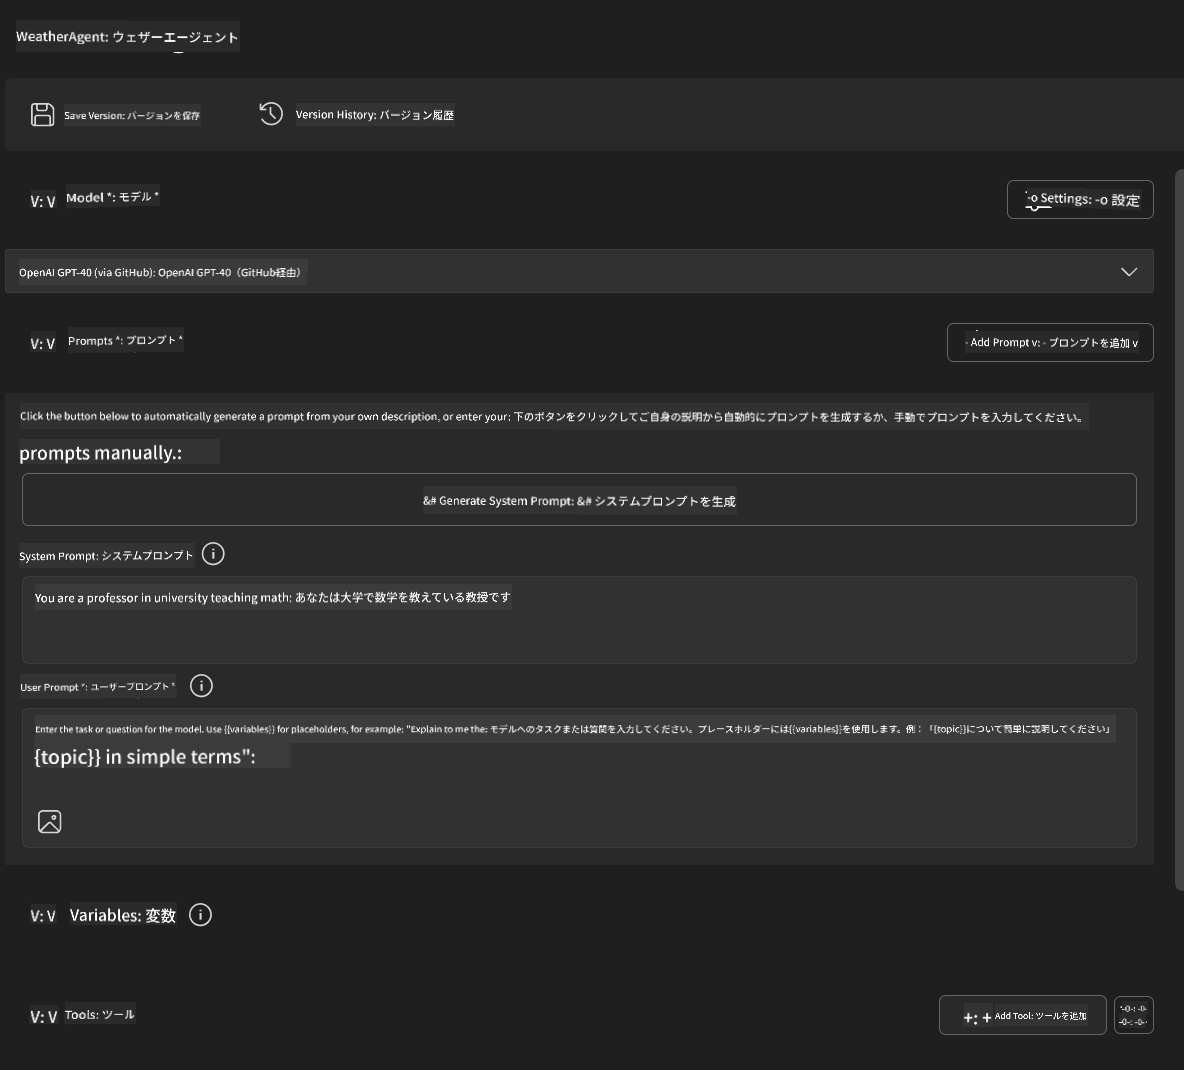 WeatherAgent: ウェザーエージェント
Save Version: バージョンを保存
Version History: バージョン履歴
V: V Model *: モデル *
-o Settings: -o 設定
OpenAI GPT-40 (via GitHub): OpenAI GPT-40（GitHub経由）
V: V Prompts *: プロンプト *
- Add Prompt v: - プロンプトを追加 v
Click the button below to automatically generate a prompt from your own description, or enter your: 下のボタンをクリックしてご自身の説明から自動的にプロンプトを生成するか、手動でプロンプトを入力してください。
prompts manually.:
&# Generate System Prompt: &# システムプロンプトを生成
System Prompt: システムプロンプト
You are a professor in university teaching math: あなたは大学で数学を教えている教授です
User Prompt *: ユーザープロンプト *
Enter the task or question for the model. Use {{variables}} for placeholders, for example: "Explain to me the: モデルへのタスクまたは質問を入力してください。プレースホルダーには{{variables}}を使用します。例：「{topic}}について簡単に説明してください」
{topic}} in simple terms":
V: V Variables: 変数
V: V Tools: ツール
+: + Add Tool: ツールを追加